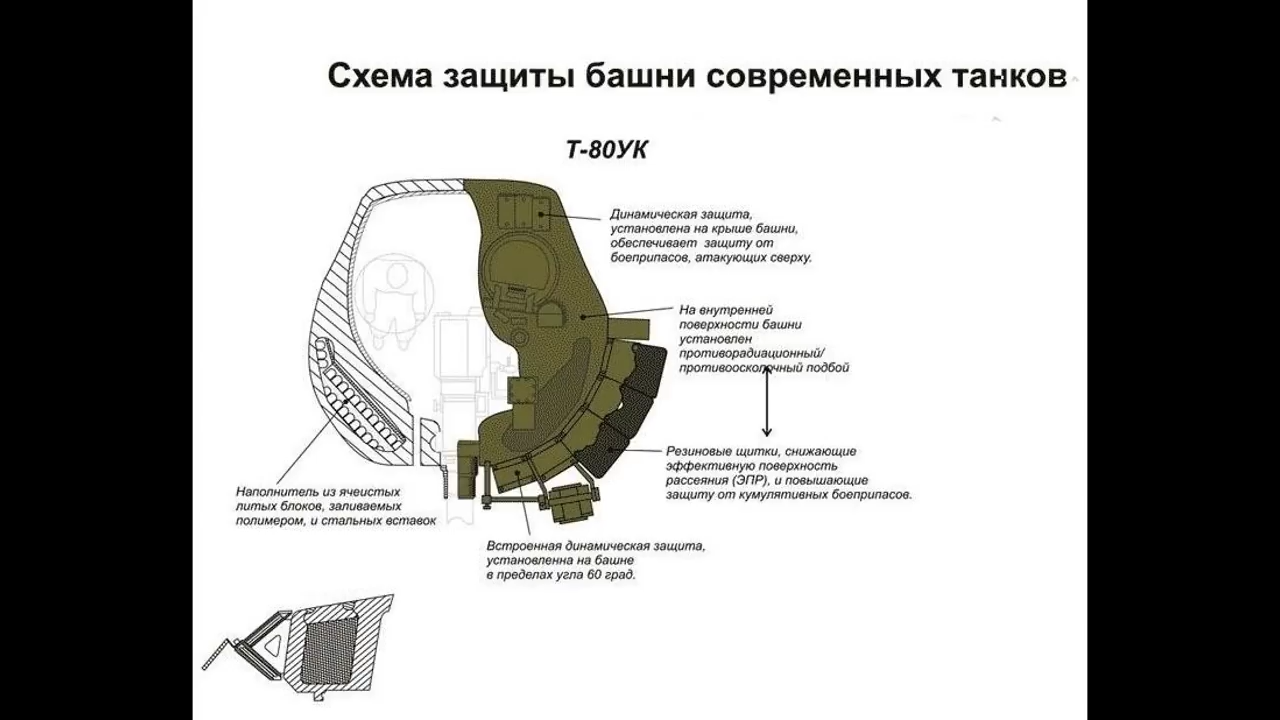 Схема защиты башни современных танков
Т-80УК
Динамическая защита,
установлена на крыше башни,
обеспечивает защиту от
боеприпасов, атакующих сверху.
На внутренней
поверхности башни
установлен
противорадиационный/
противоосколочный подбой
Резиновые щитки, снижающие
эффективную поверхность
рассеяния (ЭПР), и повышающие
защиту от кумулятивных боеприпасов.
Наполнитель из ячеистых
литых блоков, заливаемых
полимером, и стальных вставок
Встроенная динамическая защита,
установленна на башне
в пределах угла 60 град.